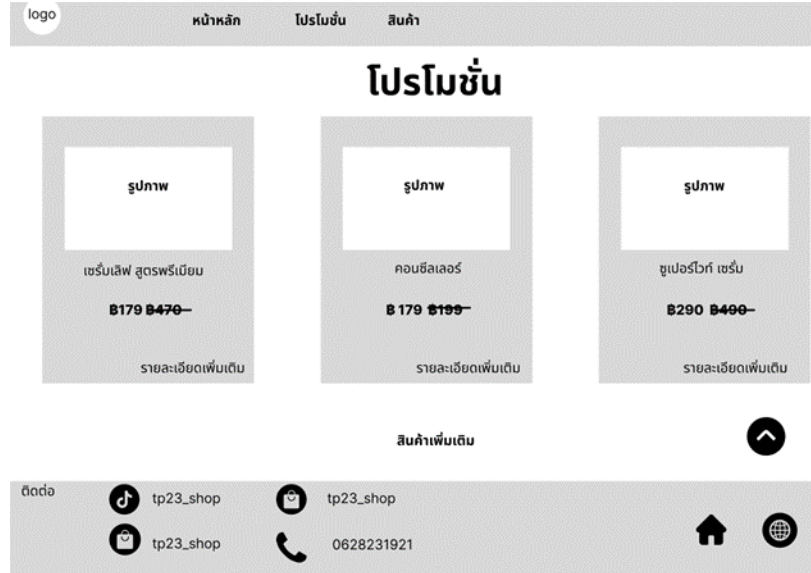 logo
หน้าหลัก โปรโมชั่น สินค้า
โปรโมชั่น
รูปภาพ รูปภาพ รูปภาพ
เซรั่มเลิฟ สูตรพรีเมียม คอนซีลเลอร์ ซูเปอร์ไวท์ เซรั่ม
฿179 ฿470 ฿ 179 ฿199 ฿290 ฿490
รายละเอียดเพิ่มเติม รายละเอียดเพิ่มเติม รายละเอียดเพิ่มเติม
สินค้าเพิ่มเติม
ติดต่อ tp23_shop tp23_shop
tp23_shop 0628231921